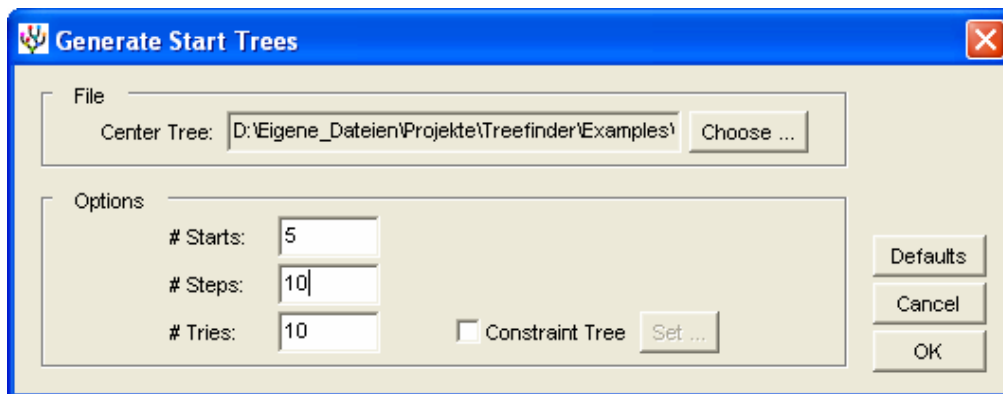 Generate Start Trees
File
Center Tree: D:\Eigene_Dateien\Projekte\Treefinder\Examples\ Choose ...
Options
# Starts: 5
# Steps: 10
# Tries: 10
Constraint Tree Set ...
Defaults
Cancel
OK